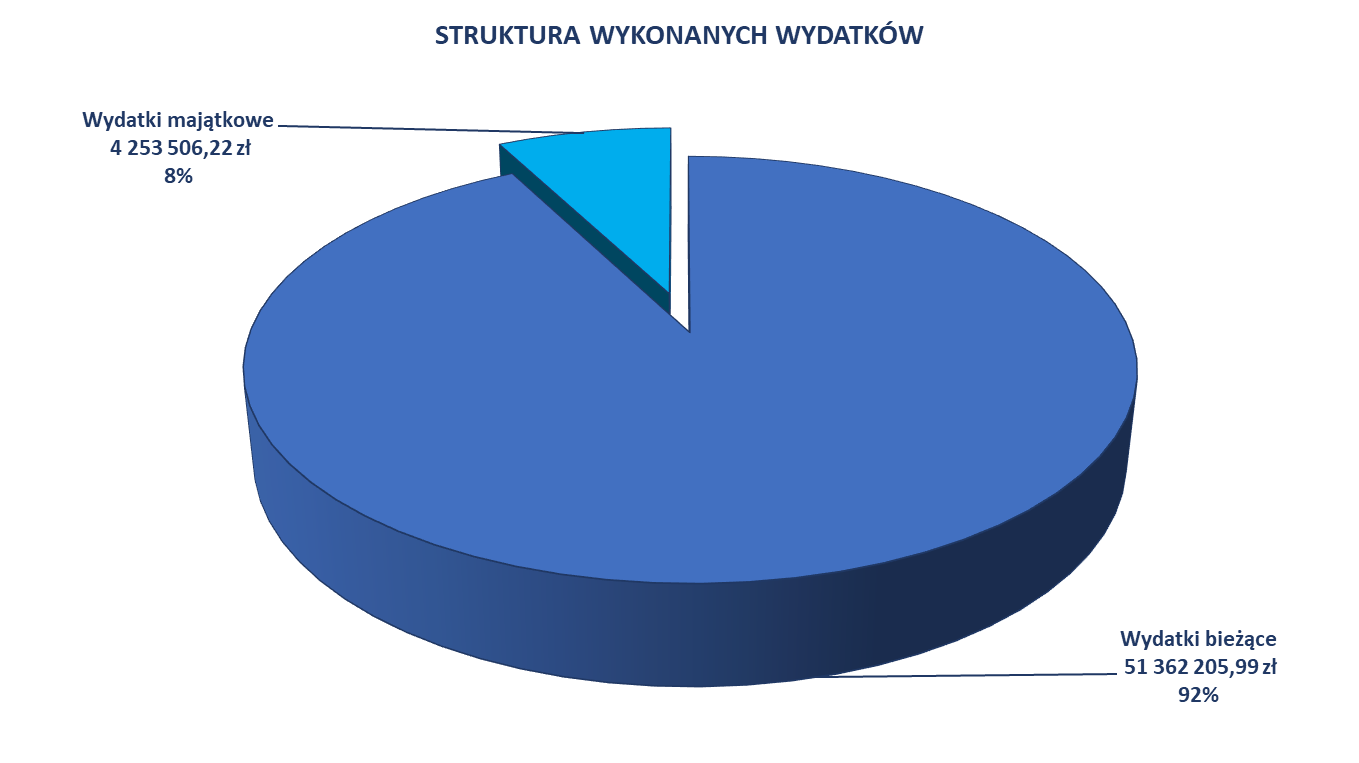 STRUKTURA WYKONANYCH WYDATKÓW
Wydatki majątkowe
4 253 506,22 zł
8%
Wydatki bieżące
51 362 205,99 zł
92%